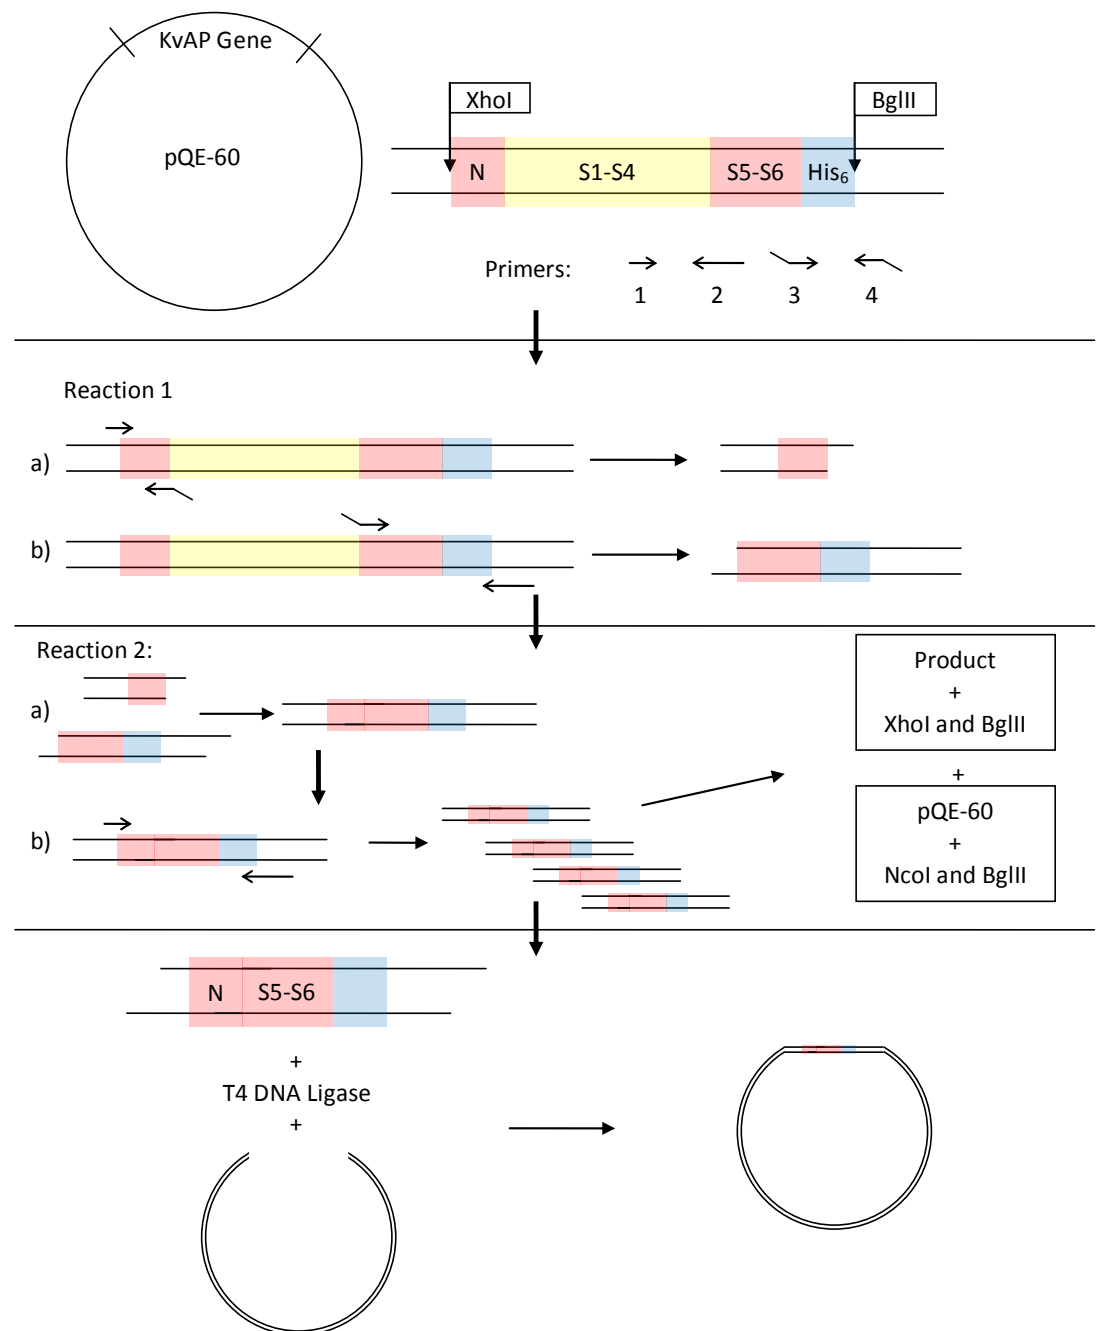 KvAP Gene
pQE-60
XhoI
BglII
N
S1-S4
S5-S6
His6
Primers:
1
2
3
4
Reaction 1
a)
b)
Reaction 2:
a)
b)
Product
+
XhoI and BglII
+
pQE-60
+
NcoI and BglII
N
S5-S6
+
T4 DNA Ligase
+